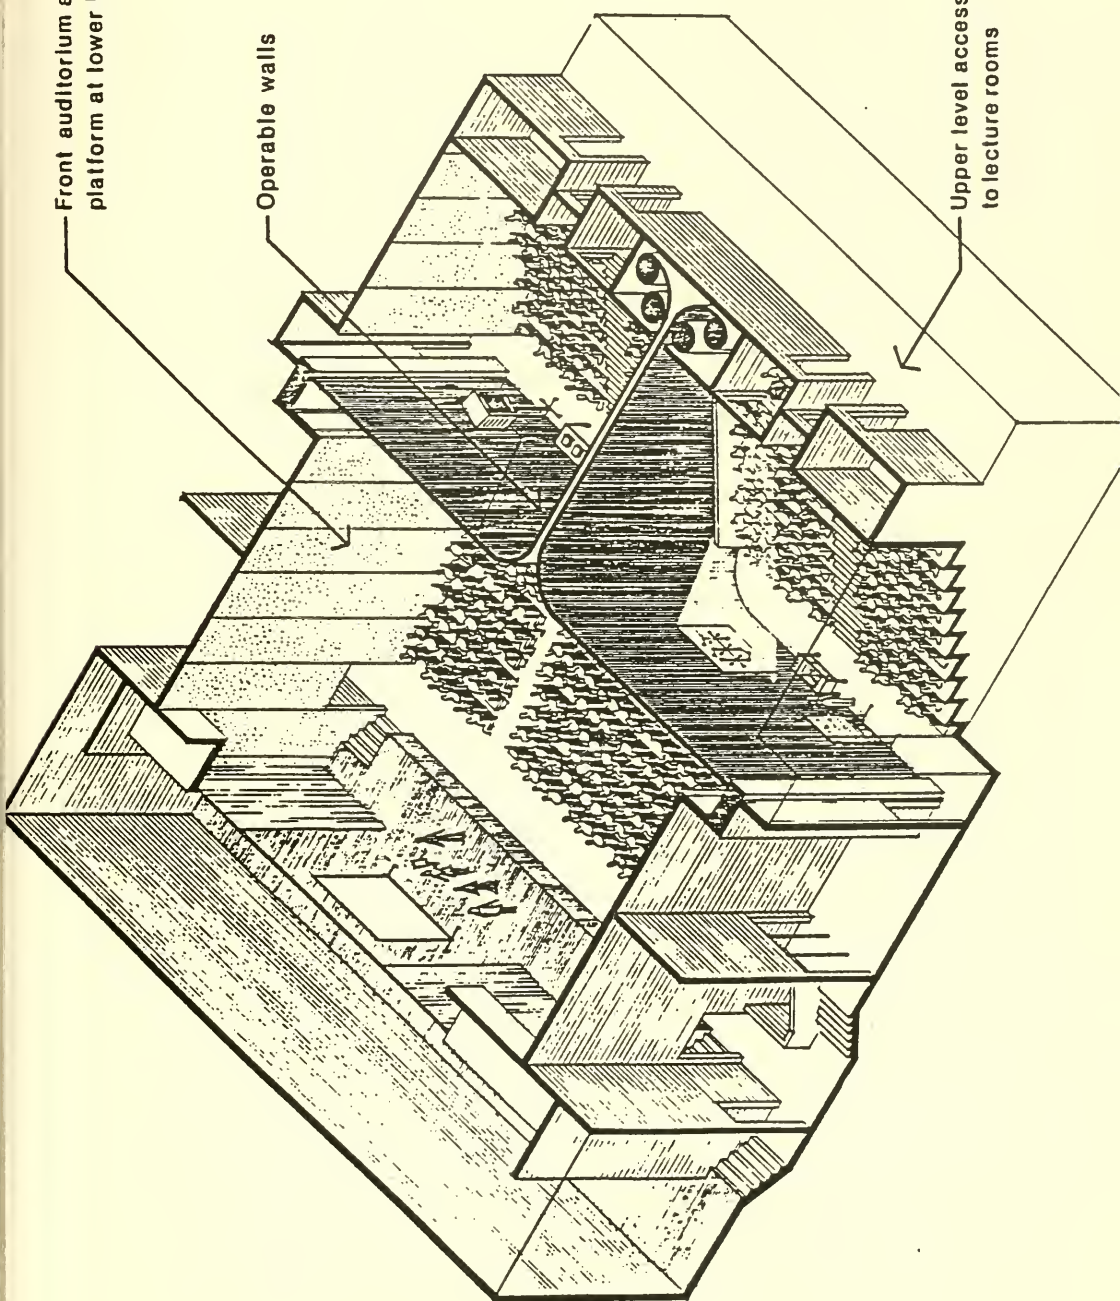 Front auditorium
platform at lower
Operable walls
Upper level access
to lecture rooms